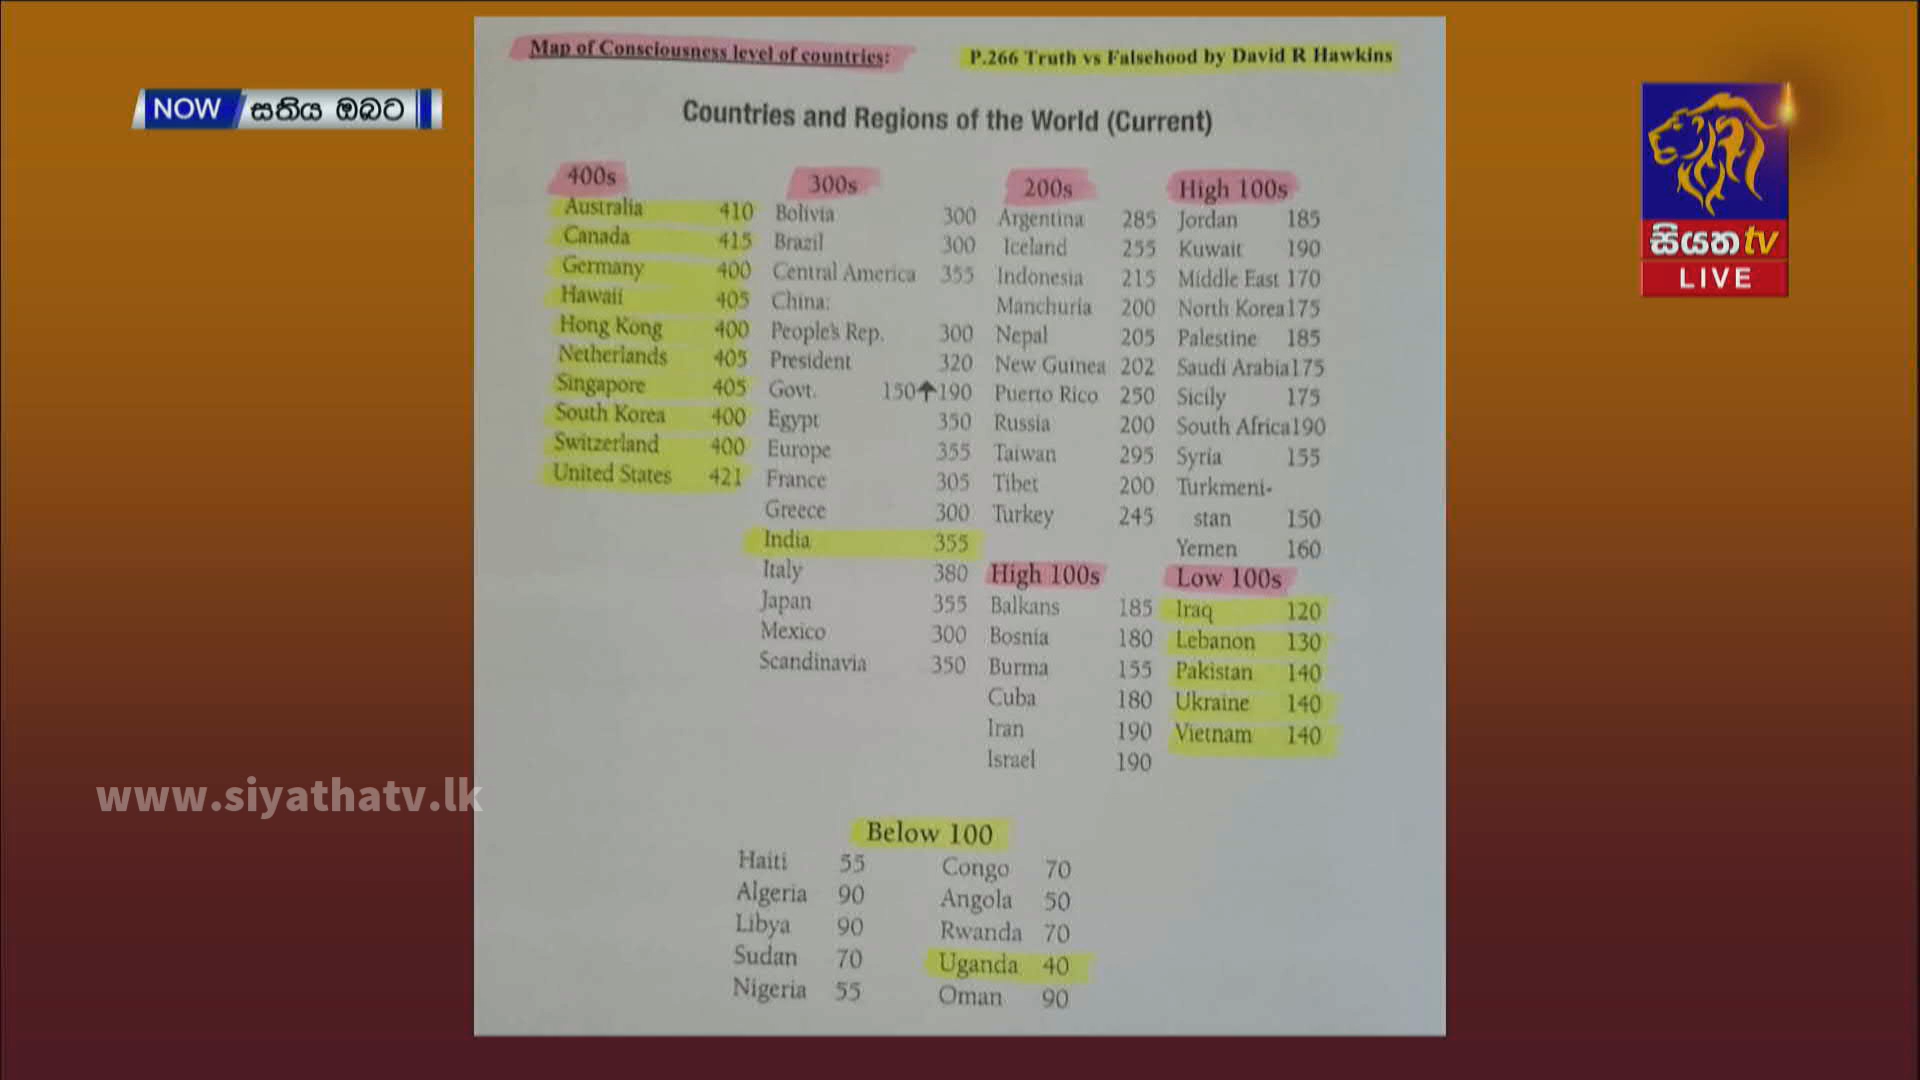 Map of Consciousness level of countries:
P.266 Truth vs Falsehood by David R Hawkins
NOW සතිය ඔබට
සියත tv
LIVE
Countries and Regions of the World (Current)
400s
Australia 410
Canada 415
Germany 400
Hawaii 405
Hong Kong 400
Netherlands 405
Singapore 405
South Korea 400
Switzerland 400
United States 421
300s
Bolivia 300
Brazil 300
Central America 355
China:
People's Rep. 300
President 320
Govt. 150↑190
Egypt 350
Europe 355
France 305
Greece 300
India 355
Italy 380
Japan 355
Mexico 300
Scandinavia 350
200s
Argentina 285
Iceland 255
Indonesia 215
Manchuria 200
Nepal 205
New Guinea 202
Puerto Rico 250
Russia 200
Taiwan 295
Tibet 200
Turkey 245
High 100s
Balkans 185
Bosnia 180
Burma 155
Cuba 180
Iran 190
Israel 190
High 100s
Jordan 185
Kuwait 190
Middle East 170
North Korea 175
Palestine 185
Saudi Arabia 175
Sicily 175
South Africa 190
Syria 155
Turkmeni-
stan 150
Yemen 160
Low 100s
Iraq 120
Lebanon 130
Pakistan 140
Ukraine 140
Vietnam 140
Below 100
Haiti 55
Algeria 90
Libya 90
Sudan 70
Nigeria 55
Congo 70
Angola 50
Rwanda 70
Uganda 40
Oman 90
www.siyathatv.lk